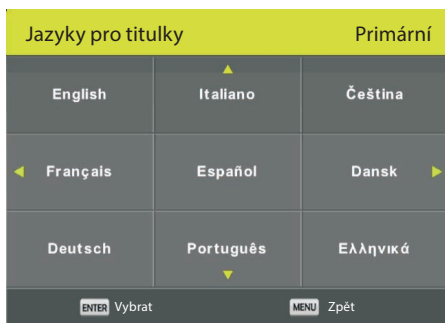 Jazyky pro titulky Primární
English Italiano Čeština
Français Español Dansk
Deutsch Português Ελληνικά
ENTER Vybrat MENU Zpět